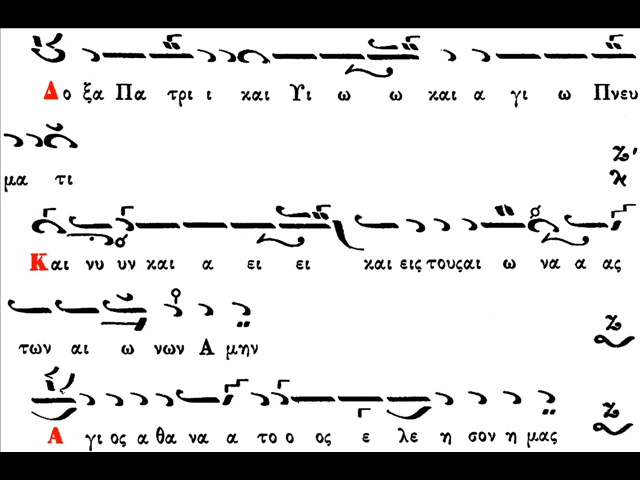 Δο ξα Πα τρι ι και Υι ω ω και α γι ω Πνευ
μα τι
Και νυ υν και α ει ει και εις τους αι ω να α ας
των αι ω νων Α μην
Α γι ος α θα να α το ο ος ε λε η σον η μας